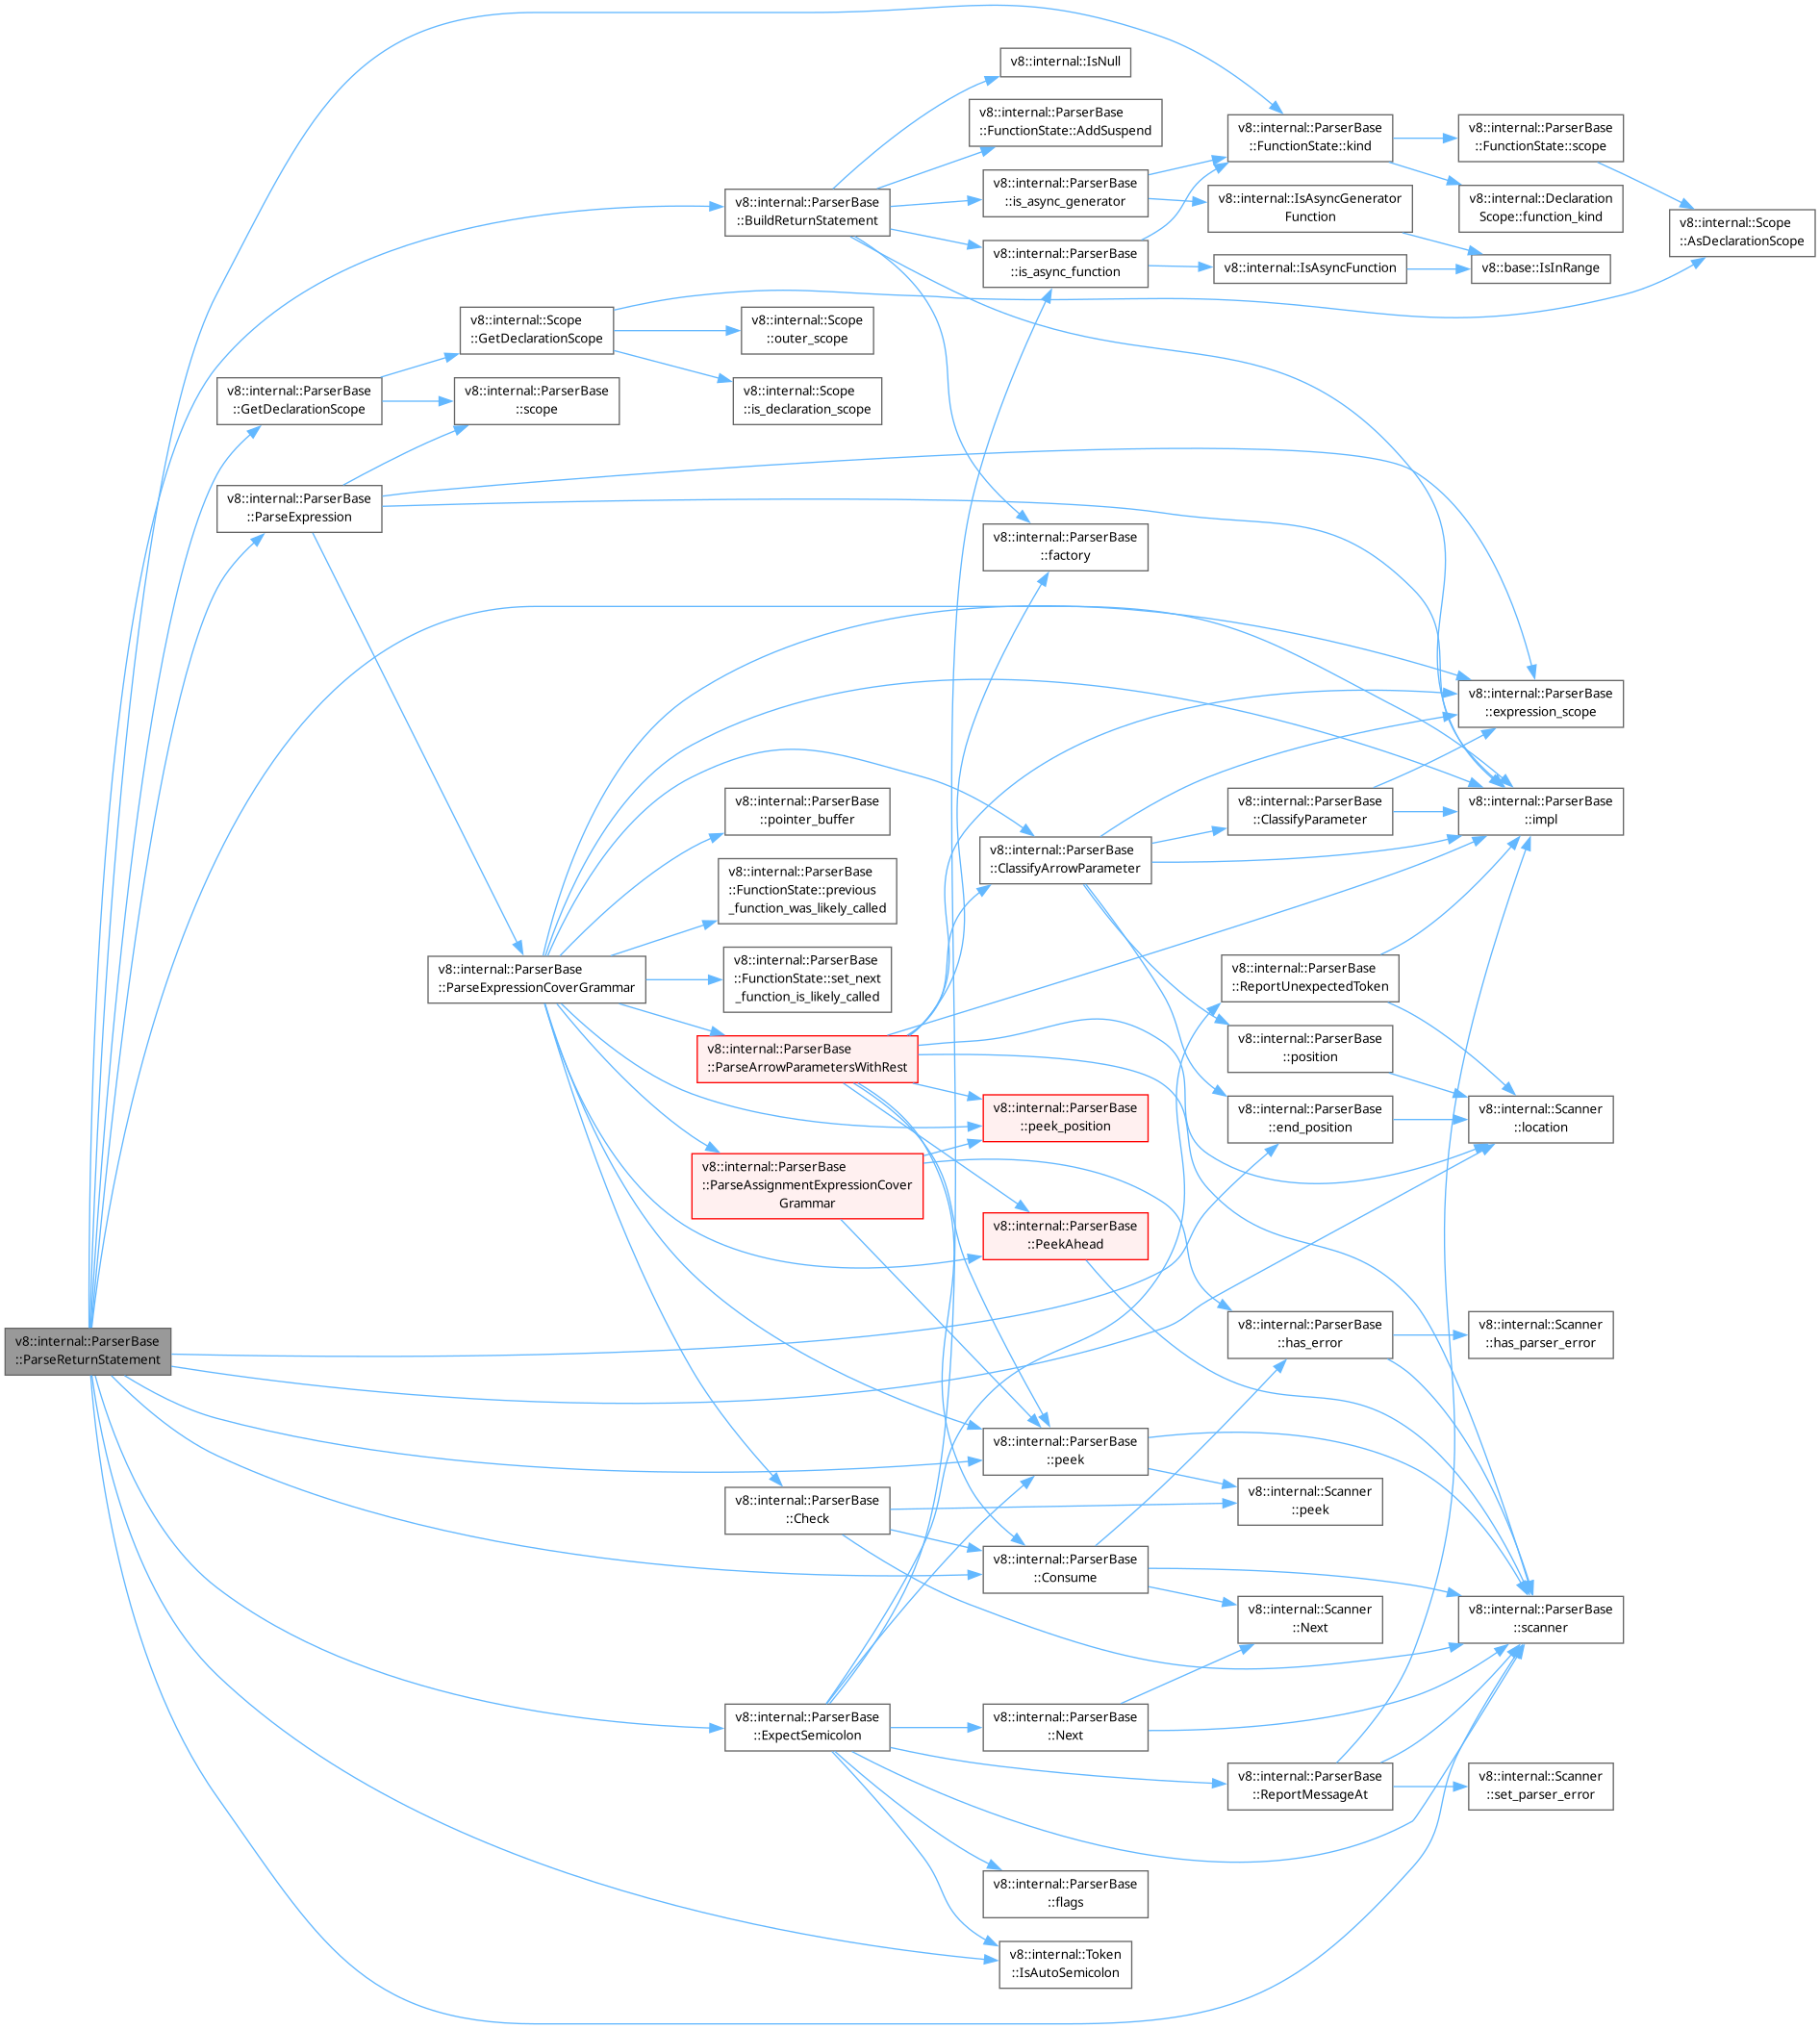 v8::internal::IsNull
v8::internal::ParserBase
::FunctionState::AddSuspend
v8::internal::ParserBase
::FunctionState::kind
v8::internal::ParserBase
::FunctionState::scope
v8::internal::ParserBase
::BuildReturnStatement
v8::internal::ParserBase
::is_async_generator
v8::internal::IsAsyncGenerator
Function
v8::internal::Declaration
Scope::function_kind
v8::internal::Scope
::AsDeclarationScope
v8::internal::ParserBase
::is_async_function
v8::internal::IsAsyncFunction
v8::base::IsInRange
v8::internal::Scope
::GetDeclarationScope
v8::internal::Scope
::outer_scope
v8::internal::ParserBase
::GetDeclarationScope
v8::internal::ParserBase
::scope
v8::internal::Scope
::is_declaration_scope
v8::internal::ParserBase
::ParseExpression
v8::internal::ParserBase
::factory
v8::internal::ParserBase
::expression_scope
v8::internal::ParserBase
::pointer_buffer
v8::internal::ParserBase
::ClassifyParameter
v8::internal::ParserBase
::impl
v8::internal::ParserBase
::ClassifyArrowParameter
v8::internal::ParserBase
::FunctionState::previous
_function_was_likely_called
v8::internal::ParserBase
::ParseExpressionCoverGrammar
v8::internal::ParserBase
::FunctionState::set_next
_function_is_likely_called
v8::internal::ParserBase
::ReportUnexpectedToken
v8::internal::ParserBase
::ParseArrowParametersWithRest
v8::internal::ParserBase
::position
v8::internal::ParserBase
::peek_position
v8::internal::ParserBase
::end_position
v8::internal::Scanner
::location
v8::internal::ParserBase
::ParseAssignmentExpressionCover
Grammar
v8::internal::ParserBase
::PeekAhead
v8::internal::ParserBase
::ParseReturnStatement
v8::internal::ParserBase
::has_error
v8::internal::Scanner
::has_parser_error
v8::internal::ParserBase
::peek
v8::internal::ParserBase
::Check
v8::internal::Scanner
::peek
v8::internal::ParserBase
::Consume
v8::internal::Scanner
::Next
v8::internal::ParserBase
::scanner
v8::internal::ParserBase
::ExpectSemicolon
v8::internal::ParserBase
::Next
v8::internal::ParserBase
::ReportMessageAt
v8::internal::Scanner
::set_parser_error
v8::internal::ParserBase
::flags
v8::internal::Token
::IsAutoSemicolon